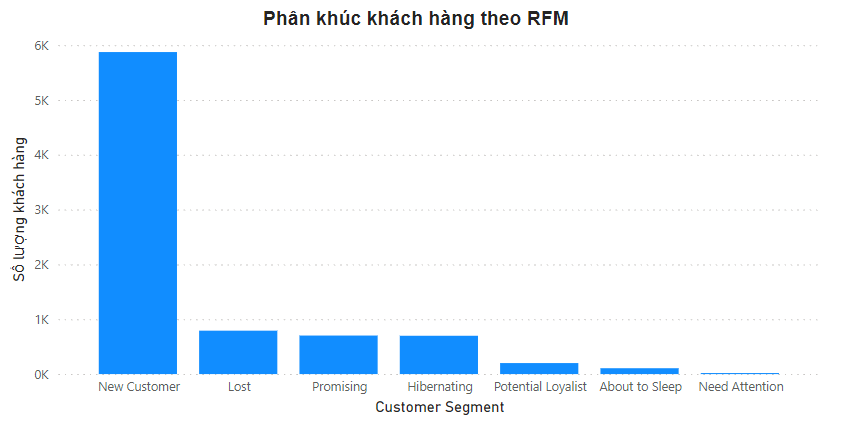 Phân khúc khách hàng theo RFM
Số lượng khách hàng
6K
5K
4K
3K
2K
1K
0K
New Customer
Lost
Promising
Hibernating
Potential Loyalist
About to Sleep
Need Attention
Customer Segment